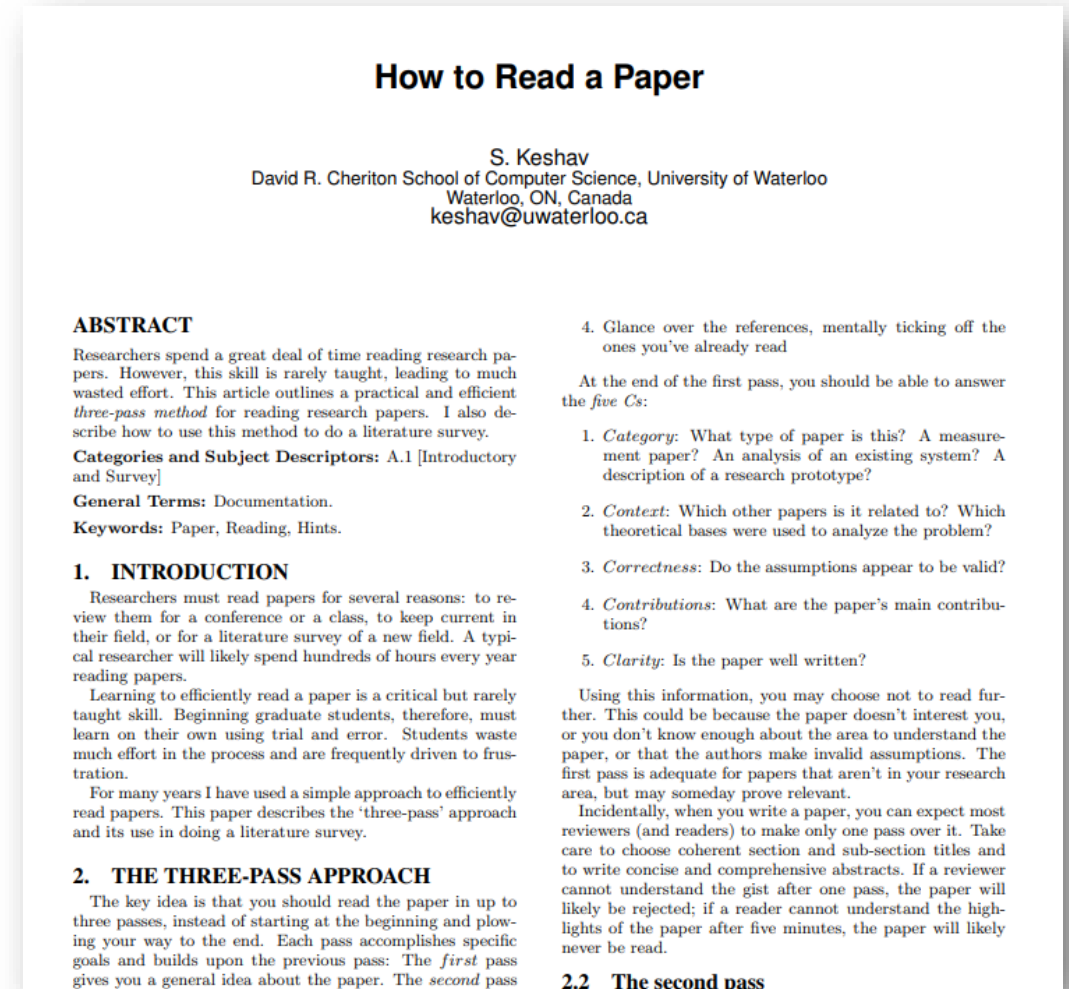 How to Read a Paper
S. Keshav
David R. Cheriton School of Computer Science, University of Waterloo
Waterloo, ON, Canada
keshav@uwaterloo.ca
ABSTRACT
Researchers spend a great deal of time reading research pa-
pers. However, this skill is rarely taught, leading to much
wasted effort. This article outlines a practical and efficient
three-pass method for reading research papers. I also de-
scribe how to use this method to do a literature survey.
Categories and Subject Descriptors: A.1 [Introductory
and Survey]
General Terms: Documentation.
Keywords: Paper, Reading, Hints.
1. INTRODUCTION
Researchers must read papers for several reasons: to re-
view them for a conference or a class, to keep current in
their field, or for a literature survey of a new field. A typi-
cal researcher will likely spend hundreds of hours every year
reading papers.
Learning to efficiently read a paper is a critical but rarely
taught skill. Beginning graduate students, therefore, must
learn on their own using trial and error. Students waste
much effort in the process and are frequently driven to frus-
tration.
For many years I have used a simple approach to efficiently
read papers. This paper describes the ‘three-pass’ approach
and its use in doing a literature survey.
2. THE THREE-PASS APPROACH
The key idea is that you should read the paper in up to
three passes, instead of starting at the beginning and plow-
ing your way to the end. Each pass accomplishes specific
goals and builds upon the previous pass: The first pass
gives you a general idea about the paper. The second pass
4. Glance over the references, mentally ticking off the
ones you’ve already read
At the end of the first pass, you should be able to answer
the five Cs:
1. Category: What type of paper is this? A measure-
ment paper? An analysis of an existing system? A
description of a research prototype?
2. Context: Which other papers is it related to? Which
theoretical bases were used to analyze the problem?
3. Correctness: Do the assumptions appear to be valid?
4. Contributions: What are the paper’s main contribu-
tions?
5. Clarity: Is the paper well written?
Using this information, you may choose not to read fur-
ther. This could be because the paper doesn’t interest you,
or you don’t know enough about the area to understand the
paper, or that the authors make invalid assumptions. The
first pass is adequate for papers that aren’t in your research
area, but may someday prove relevant.
Incidentally, when you write a paper, you can expect most
reviewers (and readers) to make only one pass over it. Take
care to choose coherent section and sub-section titles and
to write concise and comprehensive abstracts. If a reviewer
cannot understand the gist after one pass, the paper will
likely be rejected; if a reader cannot understand the high-
lights of the paper after five minutes, the paper will likely
never be read.
2.2 The second pass